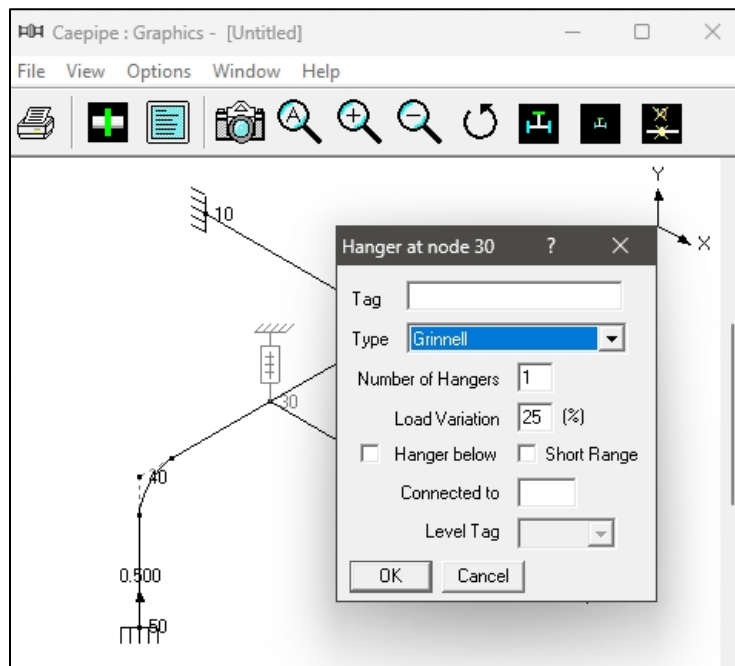 Caepipe : Graphics - [Untitled]
File View Options Window Help
A
Y
X
10
Hanger at node 30 ?
Tag
Type Grinnell
Number of Hangers 1
Load Variation 25 (%)
Hanger below Short Range
Connected to
Level Tag
OK Cancel
30
40
0.500
50